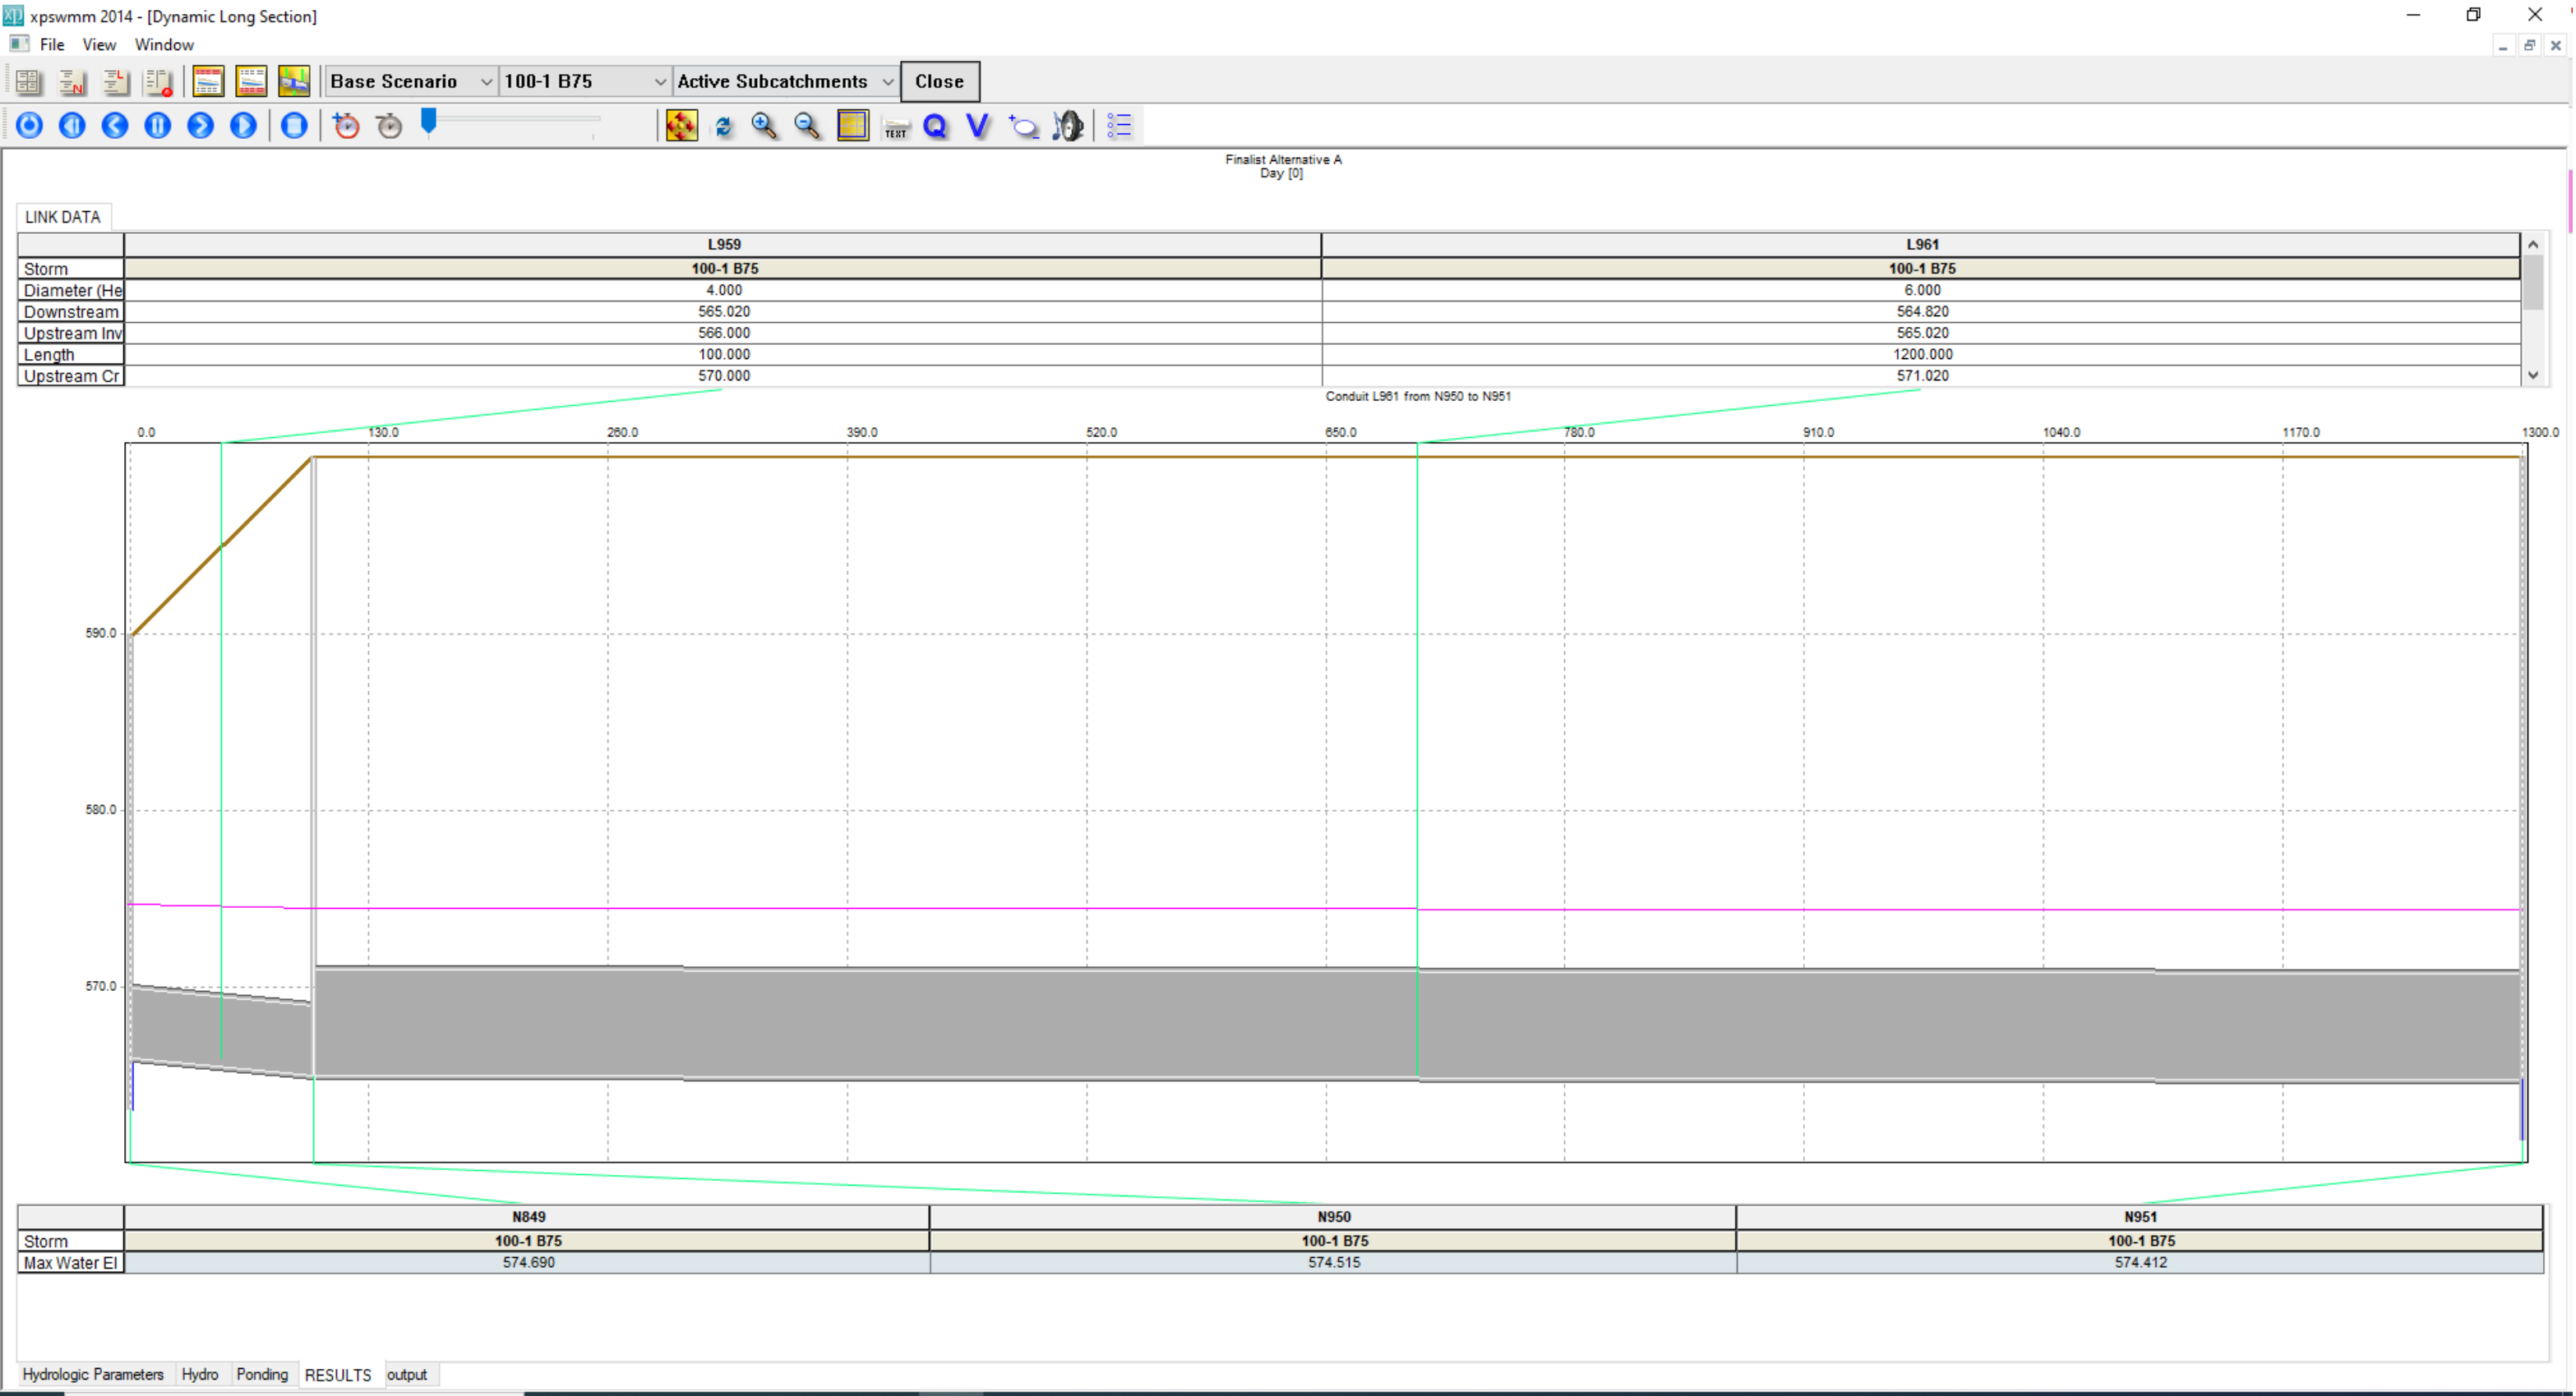 xpswmm 2014 - [Dynamic Long Section]
File View Window
Base Scenario 100-1 B75 Active Subcatchments Close
TEXT Q V
Finalist Alternative A
Day [0]
LINK DATA
L959 L961
Storm 100-1 B75 100-1 B75
Diameter (He 4.000 6.000
Downstream 565.020 564.820
Upstream Inv 566.000 565.020
Length 100.000 1200.000
Upstream Cr 570.000 571.020
Conduit L961 from N950 to N951
0.0 130.0 260.0 390.0 520.0 650.0 780.0 910.0 1040.0 1170.0 1300.0
590.0
580.0
570.0
N849 N950 N951
Storm 100-1 B75 100-1 B75 100-1 B75
Max Water El 574.690 574.515 574.412
Hydrologic Parameters Hydro Ponding RESULTS output